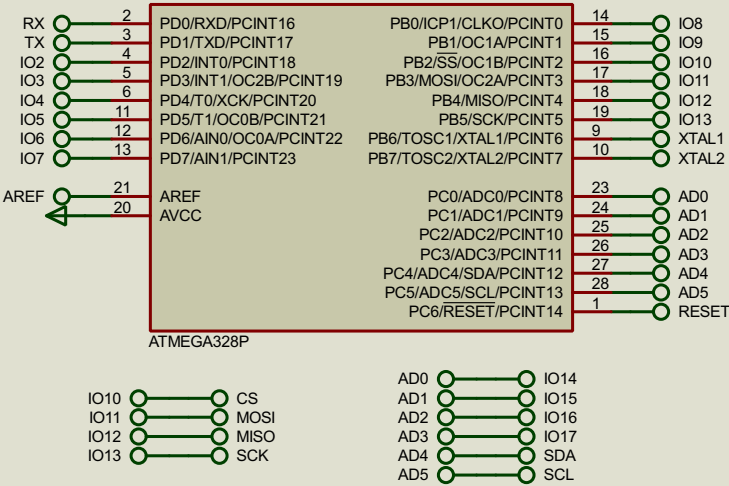 RX 2 PD0/RXD/PCINT16 PB0/ICP1/CLKO/PCINT0 14 IO8
TX 3 PD1/TXD/PCINT17 PB1/OC1A/PCINT1 15 IO9
IO2 4 PD2/INT0/PCINT18 PB2/SS/OC1B/PCINT2 16 IO10
IO3 5 PD3/INT1/OC2B/PCINT19 PB3/MOSI/OC2A/PCINT3 17 IO11
IO4 6 PD4/T0/XCK/PCINT20 PB4/MISO/PCINT4 18 IO12
IO5 11 PD5/T1/OC0B/PCINT21 PB5/SCK/PCINT5 19 IO13
IO6 12 PD6/AIN0/OC0A/PCINT22 PB6/TOSC1/XTAL1/PCINT6 9 XTAL1
IO7 13 PD7/AIN1/PCINT23 PB7/TOSC2/XTAL2/PCINT7 10 XTAL2
AREF 21 AREF PC0/ADC0/PCINT8 23 AD0
20 AVCC PC1/ADC1/PCINT9 24 AD1
PC2/ADC2/PCINT10 25 AD2
PC3/ADC3/PCINT11 26 AD3
PC4/ADC4/SDA/PCINT12 27 AD4
PC5/ADC5/SCL/PCINT13 28 AD5
PC6/RESET/PCINT14 1 RESET
ATMEGA328P
IO10 CS
IO11 MOSI
IO12 MISO
IO13 SCK
AD0 IO14
AD1 IO15
AD2 IO16
AD3 IO17
AD4 SDA
AD5 SCL